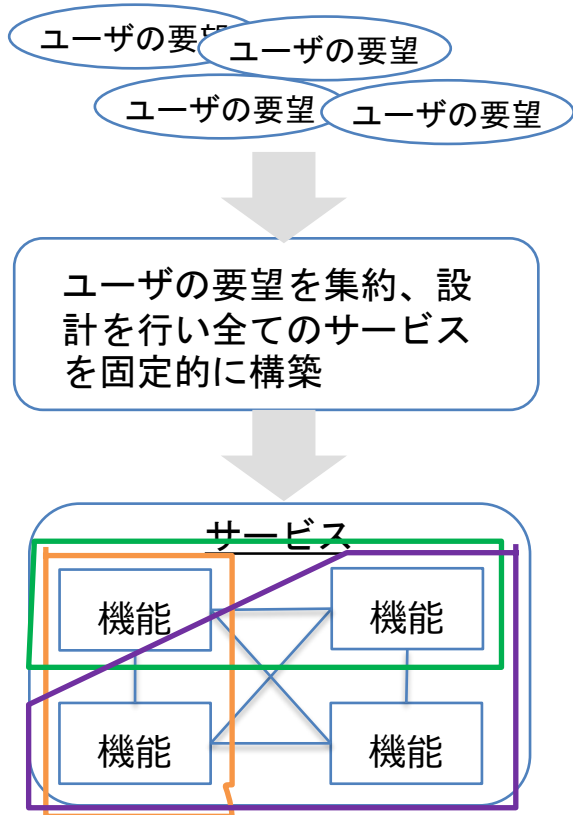 ユーザの要望
ユーザの要望
ユーザの要望
ユーザの要望
ユーザの要望を集約、設
計を行い全てのサービス
を固定的に構築
サービス
機能
機能
機能
機能